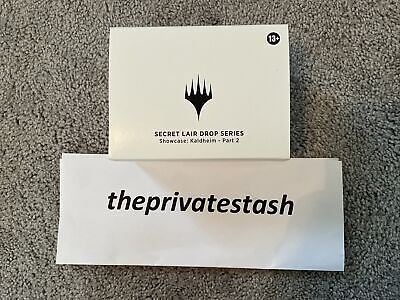 13+
SECRET LAIR DROP SERIES
Showcase: Kaldheim - Part 2
theprivatestash